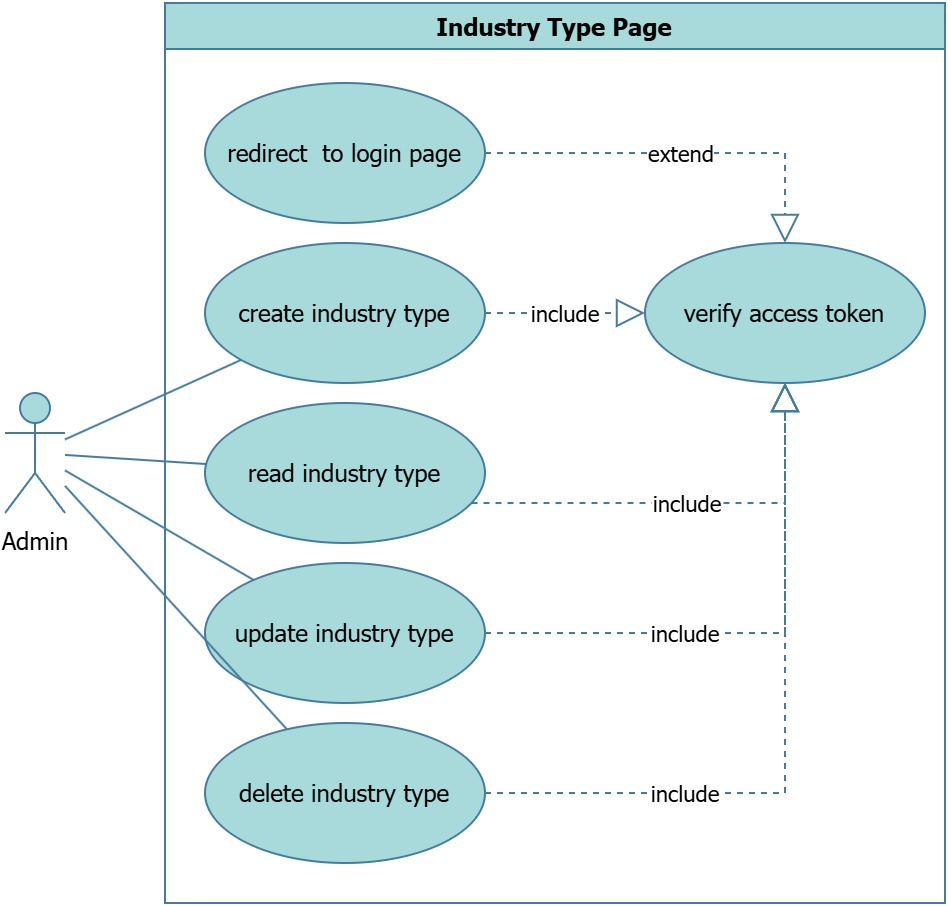 Industry Type Page
redirect  to login page
extend
create industry type
include
verify access token
read industry type
include
Admin
update industry type
include
delete industry type
include